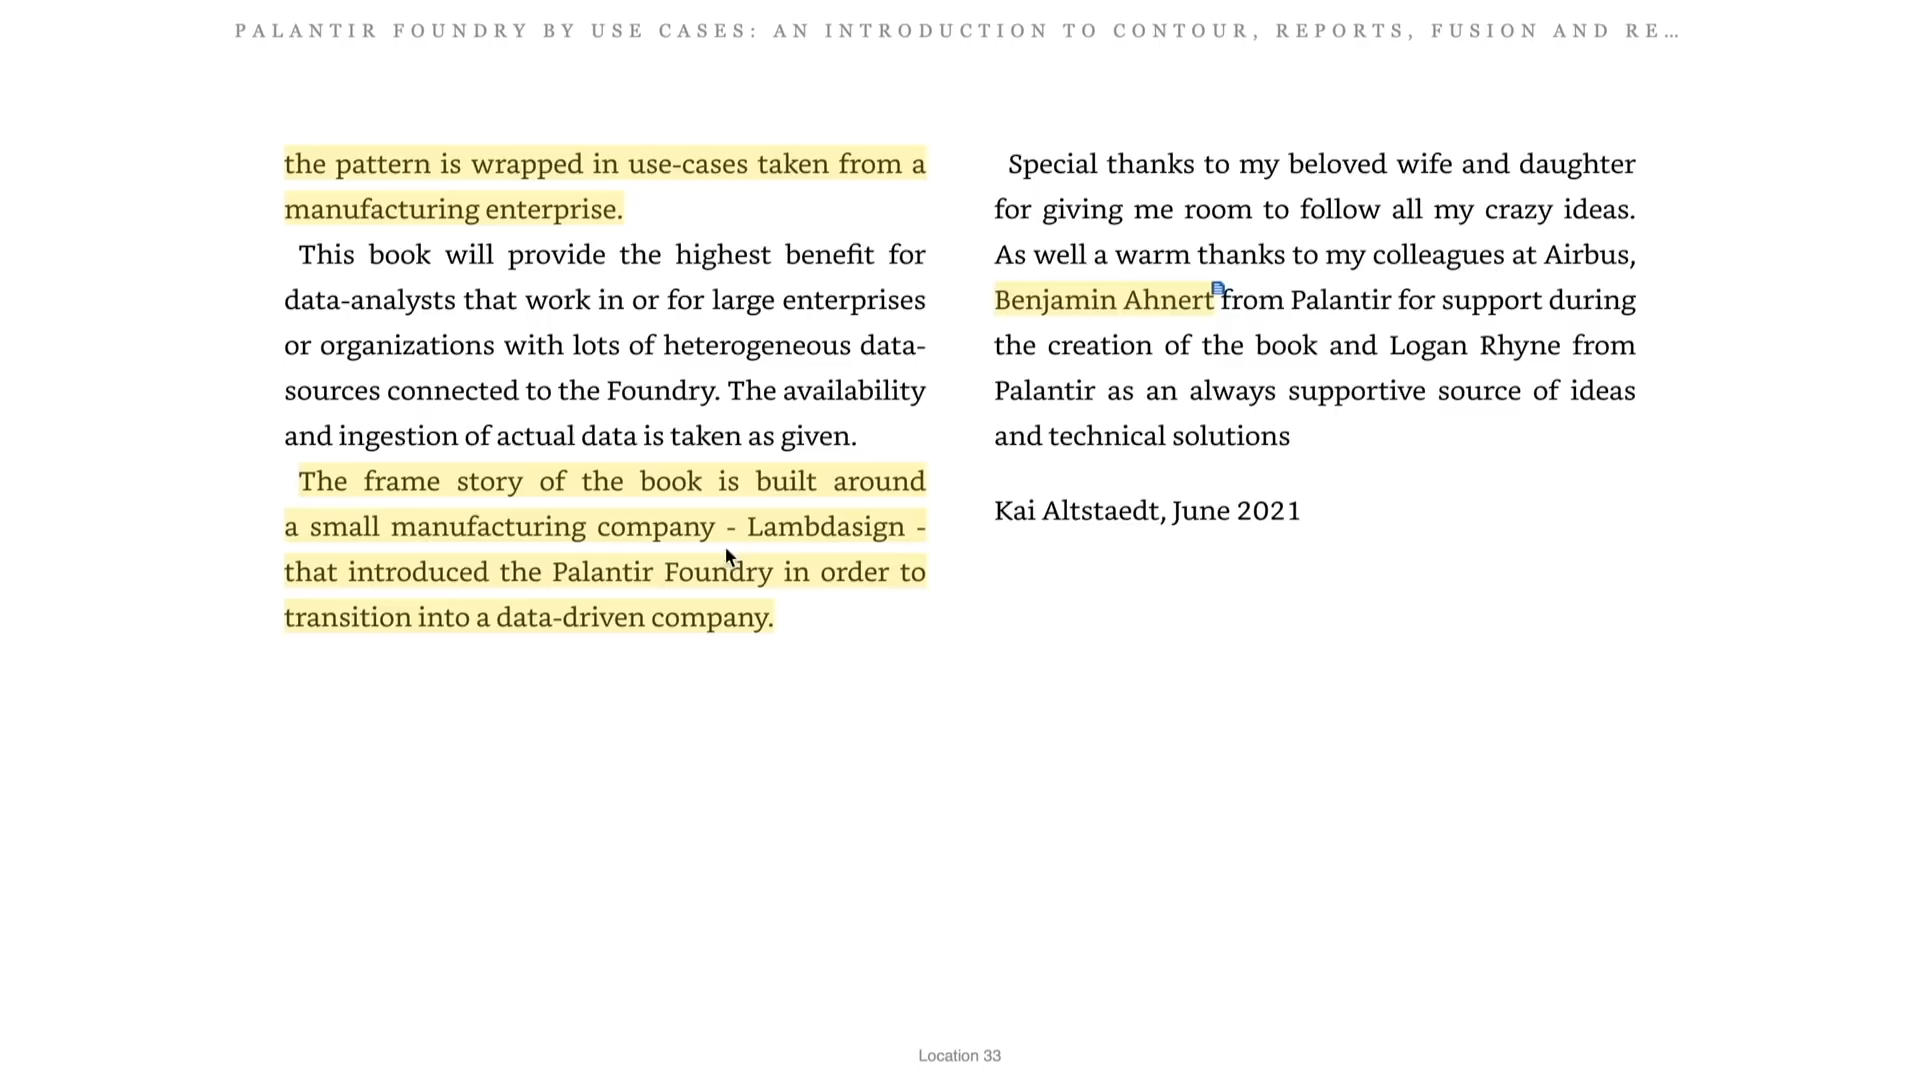 PALANTIR FOUNDRY BY USE CASES: AN INTRODUCTION TO CONTOUR, REPORTS, FUSION AND RE...
the pattern is wrapped in use-cases taken from a
manufacturing enterprise.
This book will provide the highest benefit for
data-analysts that work in or for large enterprises
or organizations with lots of heterogeneous data-
sources connected to the Foundry. The availability
and ingestion of actual data is taken as given.
The frame story of the book is built around
a small manufacturing company - Lambdasign -
that introduced the Palantir Foundry in order to
transition into a data-driven company.
Special thanks to my beloved wife and daughter
for giving me room to follow all my crazy ideas.
As well a warm thanks to my colleagues at Airbus,
Benjamin Ahnert from Palantir for support during
the creation of the book and Logan Rhyne from
Palantir as an always supportive source of ideas
and technical solutions
Kai Altstaedt, June 2021
Location 33